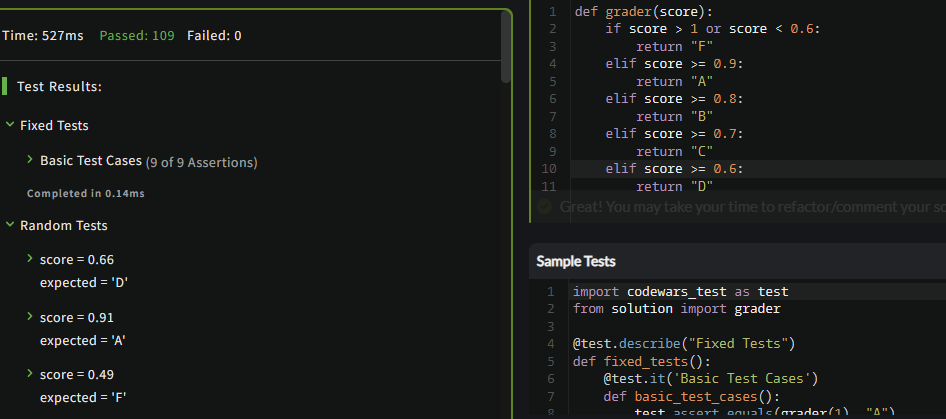 Time: 527ms Passed: 109 Failed: 0
Test Results:
Fixed Tests
Basic Test Cases (9 of 9 Assertions)
Completed in 0.14ms
Random Tests
score = 0.66
expected = 'D'
score = 0.91
expected = 'A'
score = 0.49
expected = 'F'
1 def grader(score):
2 if score > 1 or score < 0.6:
3 return "F"
4 elif score >= 0.9:
5 return "A"
6 elif score >= 0.8:
7 return "B"
8 elif score >= 0.7:
9 return "C"
10 elif score >= 0.6:
11 return "D"
Great! You may take your time to refactor/comment your
Sample Tests
1 import codewars_test as test
2 from solution import grader
3
4 @test.describe("Fixed Tests")
5 def fixed_tests():
6 @test.it('Basic Test Cases')
7 def basic_test_cases():
8 test.assert_equals(grader(1), "A")